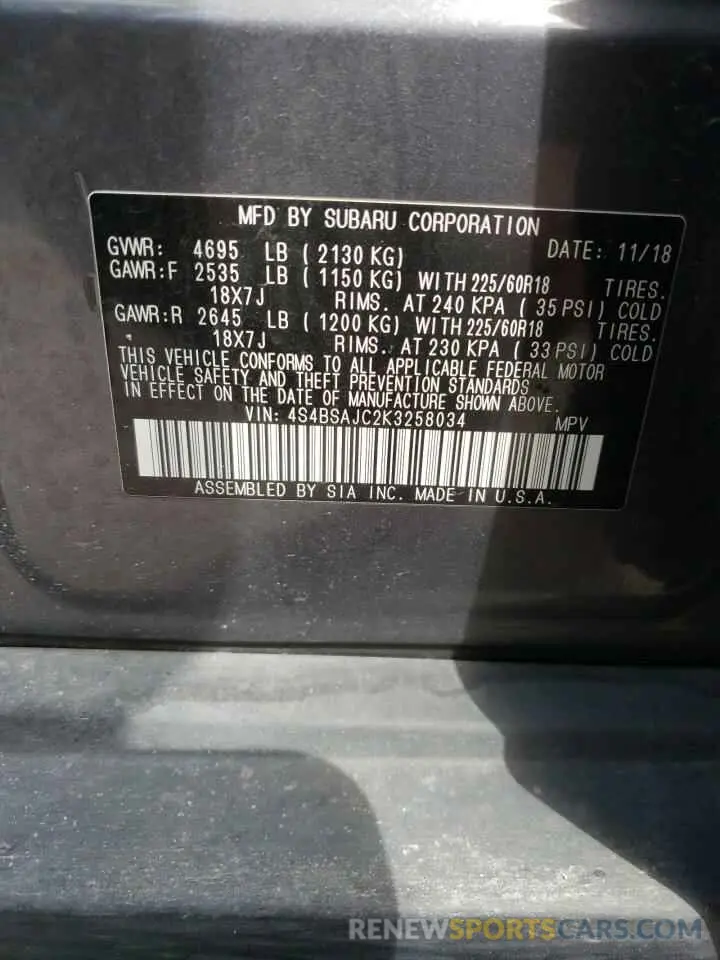 MFD BY SUBARU CORPORATION
GVWR: 4695 LB ( 2130 KG) DATE: 11/18
GAWR:F 2535 LB ( 1150 KG) WITH 225/60R18 TIRES.
18X7J RIMS. AT 240 KPA ( 35 PSI) COLD
GAWR:R 2645 LB ( 1200 KG) WITH 225/60R18 TIRES.
18X7J RIMS. AT 230 KPA ( 33 PSI) COLD
THIS VEHICLE CONFORMS TO ALL APPLICABLE FEDERAL MOTOR
VEHICLE SAFETY AND THEFT PREVENTION STANDARDS
IN EFFECT ON THE DATE OF MANUFACTURE SHOWN ABOVE.
VIN: 4S4BSAJC2K3258034 MPV
ASSEMBLED BY SIA INC. MADE IN U.S.A.
RENEWSPORTSCARS.COM